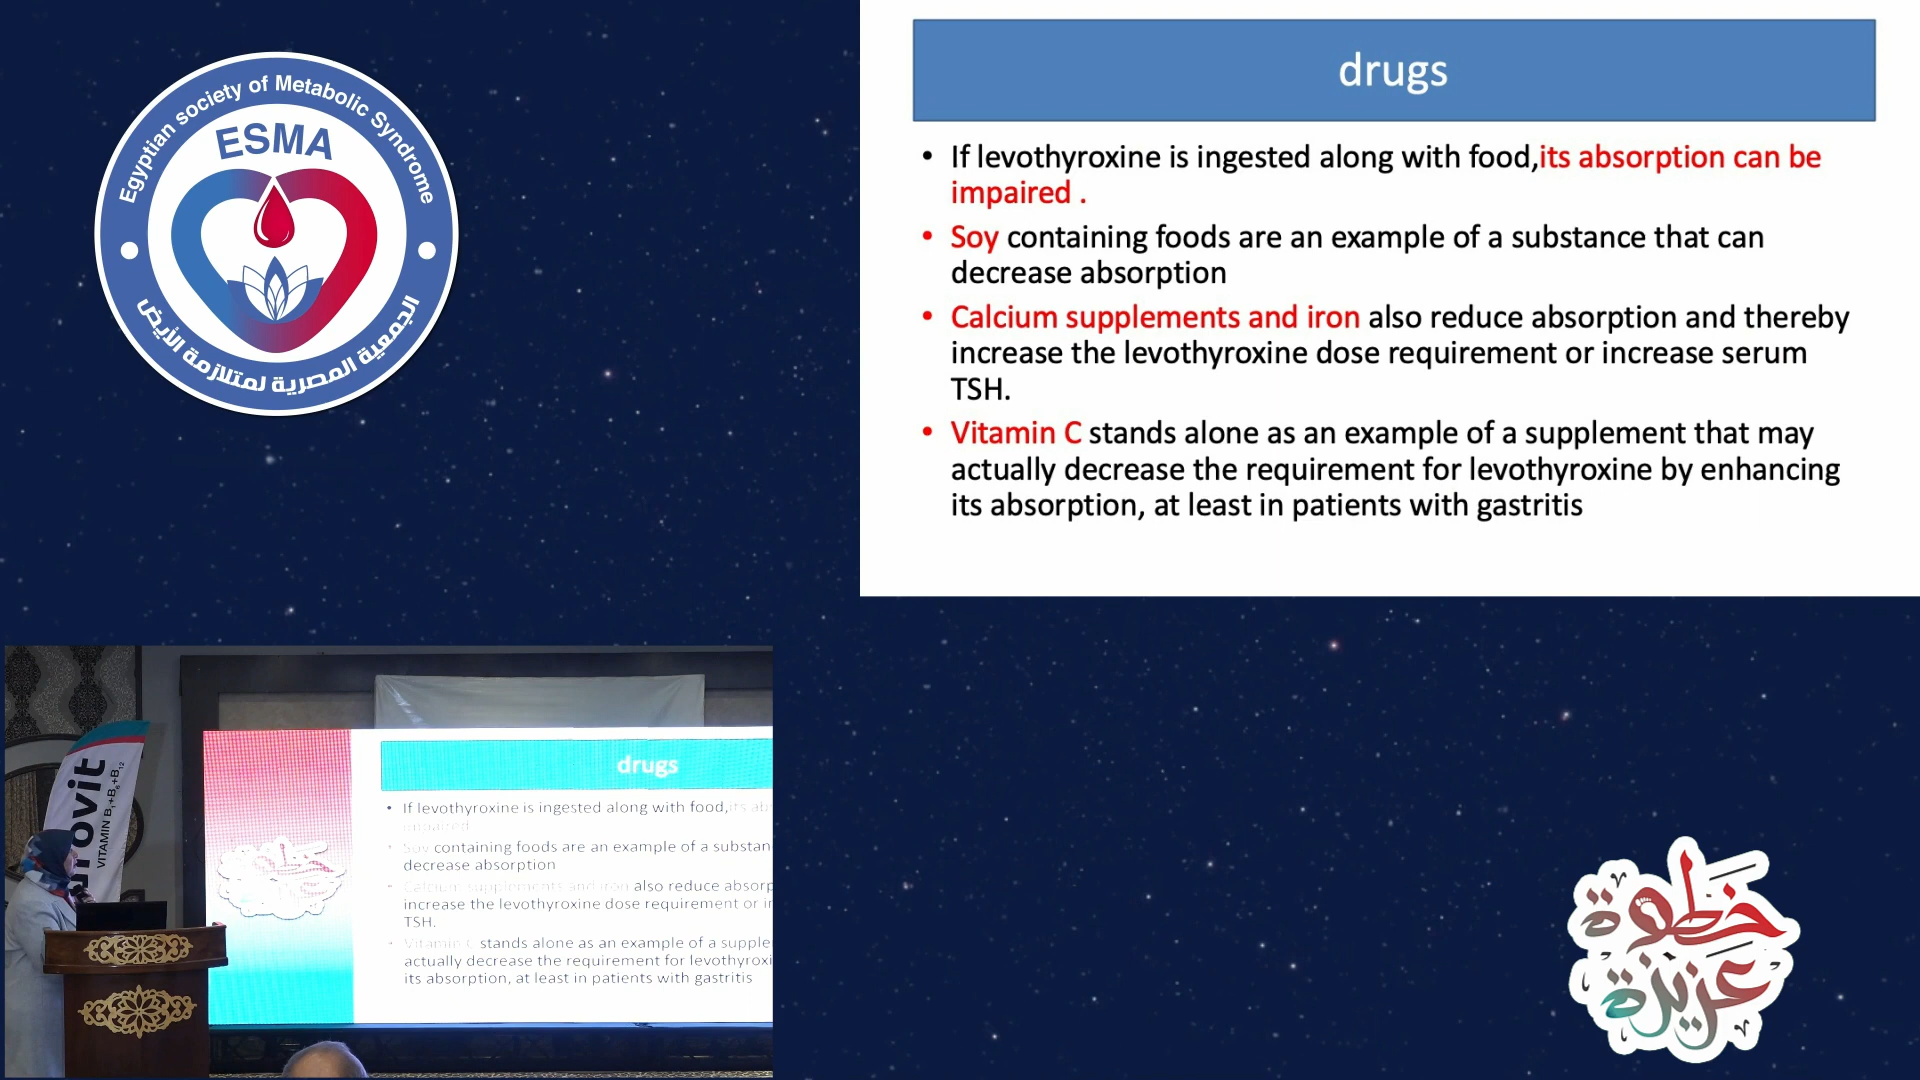 Egyptian society of Metabolic Syndrome
ESMA
الجمعية المصرية لمتلازمة الأيض
drugs
• If levothyroxine is ingested along with food,its absorption can be
impaired .
• Soy containing foods are an example of a substance that can
decrease absorption
• Calcium supplements and iron also reduce absorption and thereby
increase the levothyroxine dose requirement or increase serum
TSH.
• Vitamin C stands alone as an example of a supplement that may
actually decrease the requirement for levothyroxine by enhancing
its absorption, at least in patients with gastritis
VITAMIN B1+B6+B12
drugs
• If levothyroxine is ingested along with food,its
impaired
• Soy containing foods are an example of a
decrease absorption
• Calcium supplements and iron also reduce
increase the levothyroxine dose requirement or
TSH.
• Vitamin C stands alone as an example of a
actually decrease the requirement for
its absorption, at least in patients with gastritis
خطوة
عزيزة